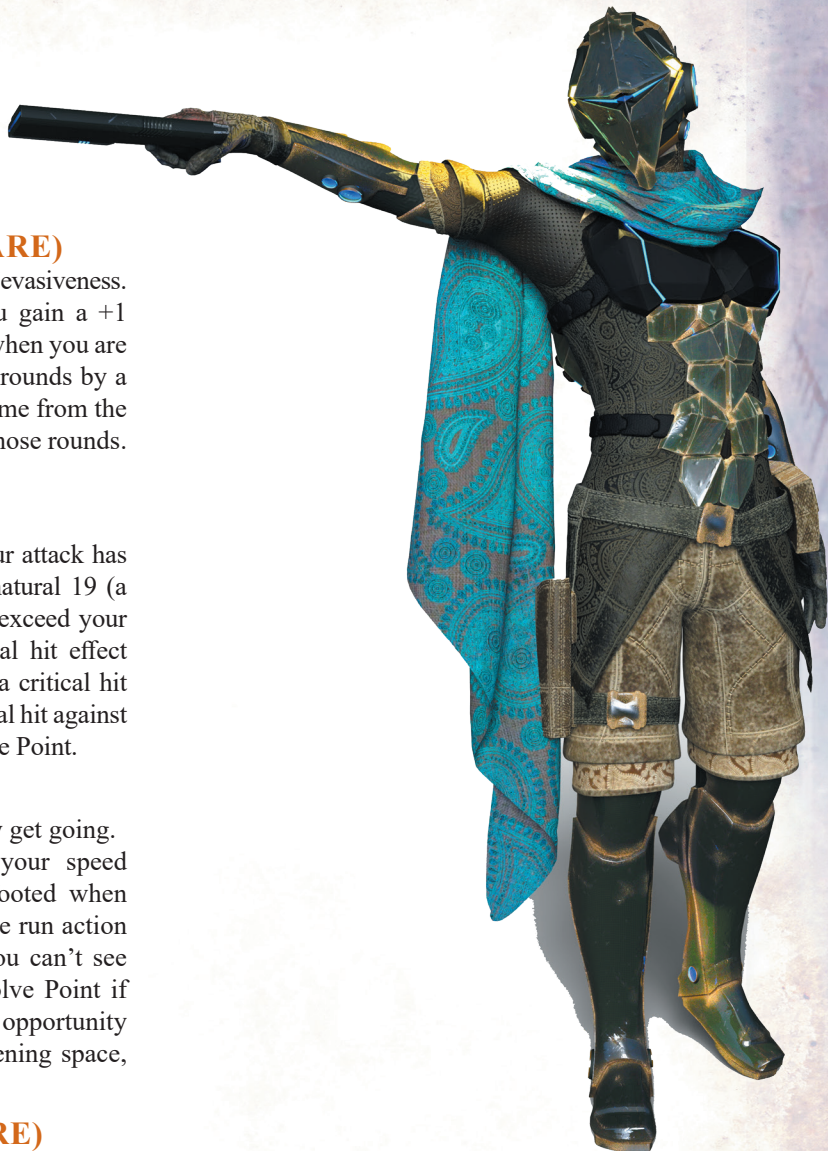 ARE)
evasiveness.
u gain a +1
when you are
rounds by a
me from the
hose rounds.
ur attack has
natural 19 (a
exceed your
al hit effect
a critical hit
al hit against
e Point.
y get going.
your speed
ooted when
e run action
ou can’t see
lve Point if
opportunity
ening space,
RE)